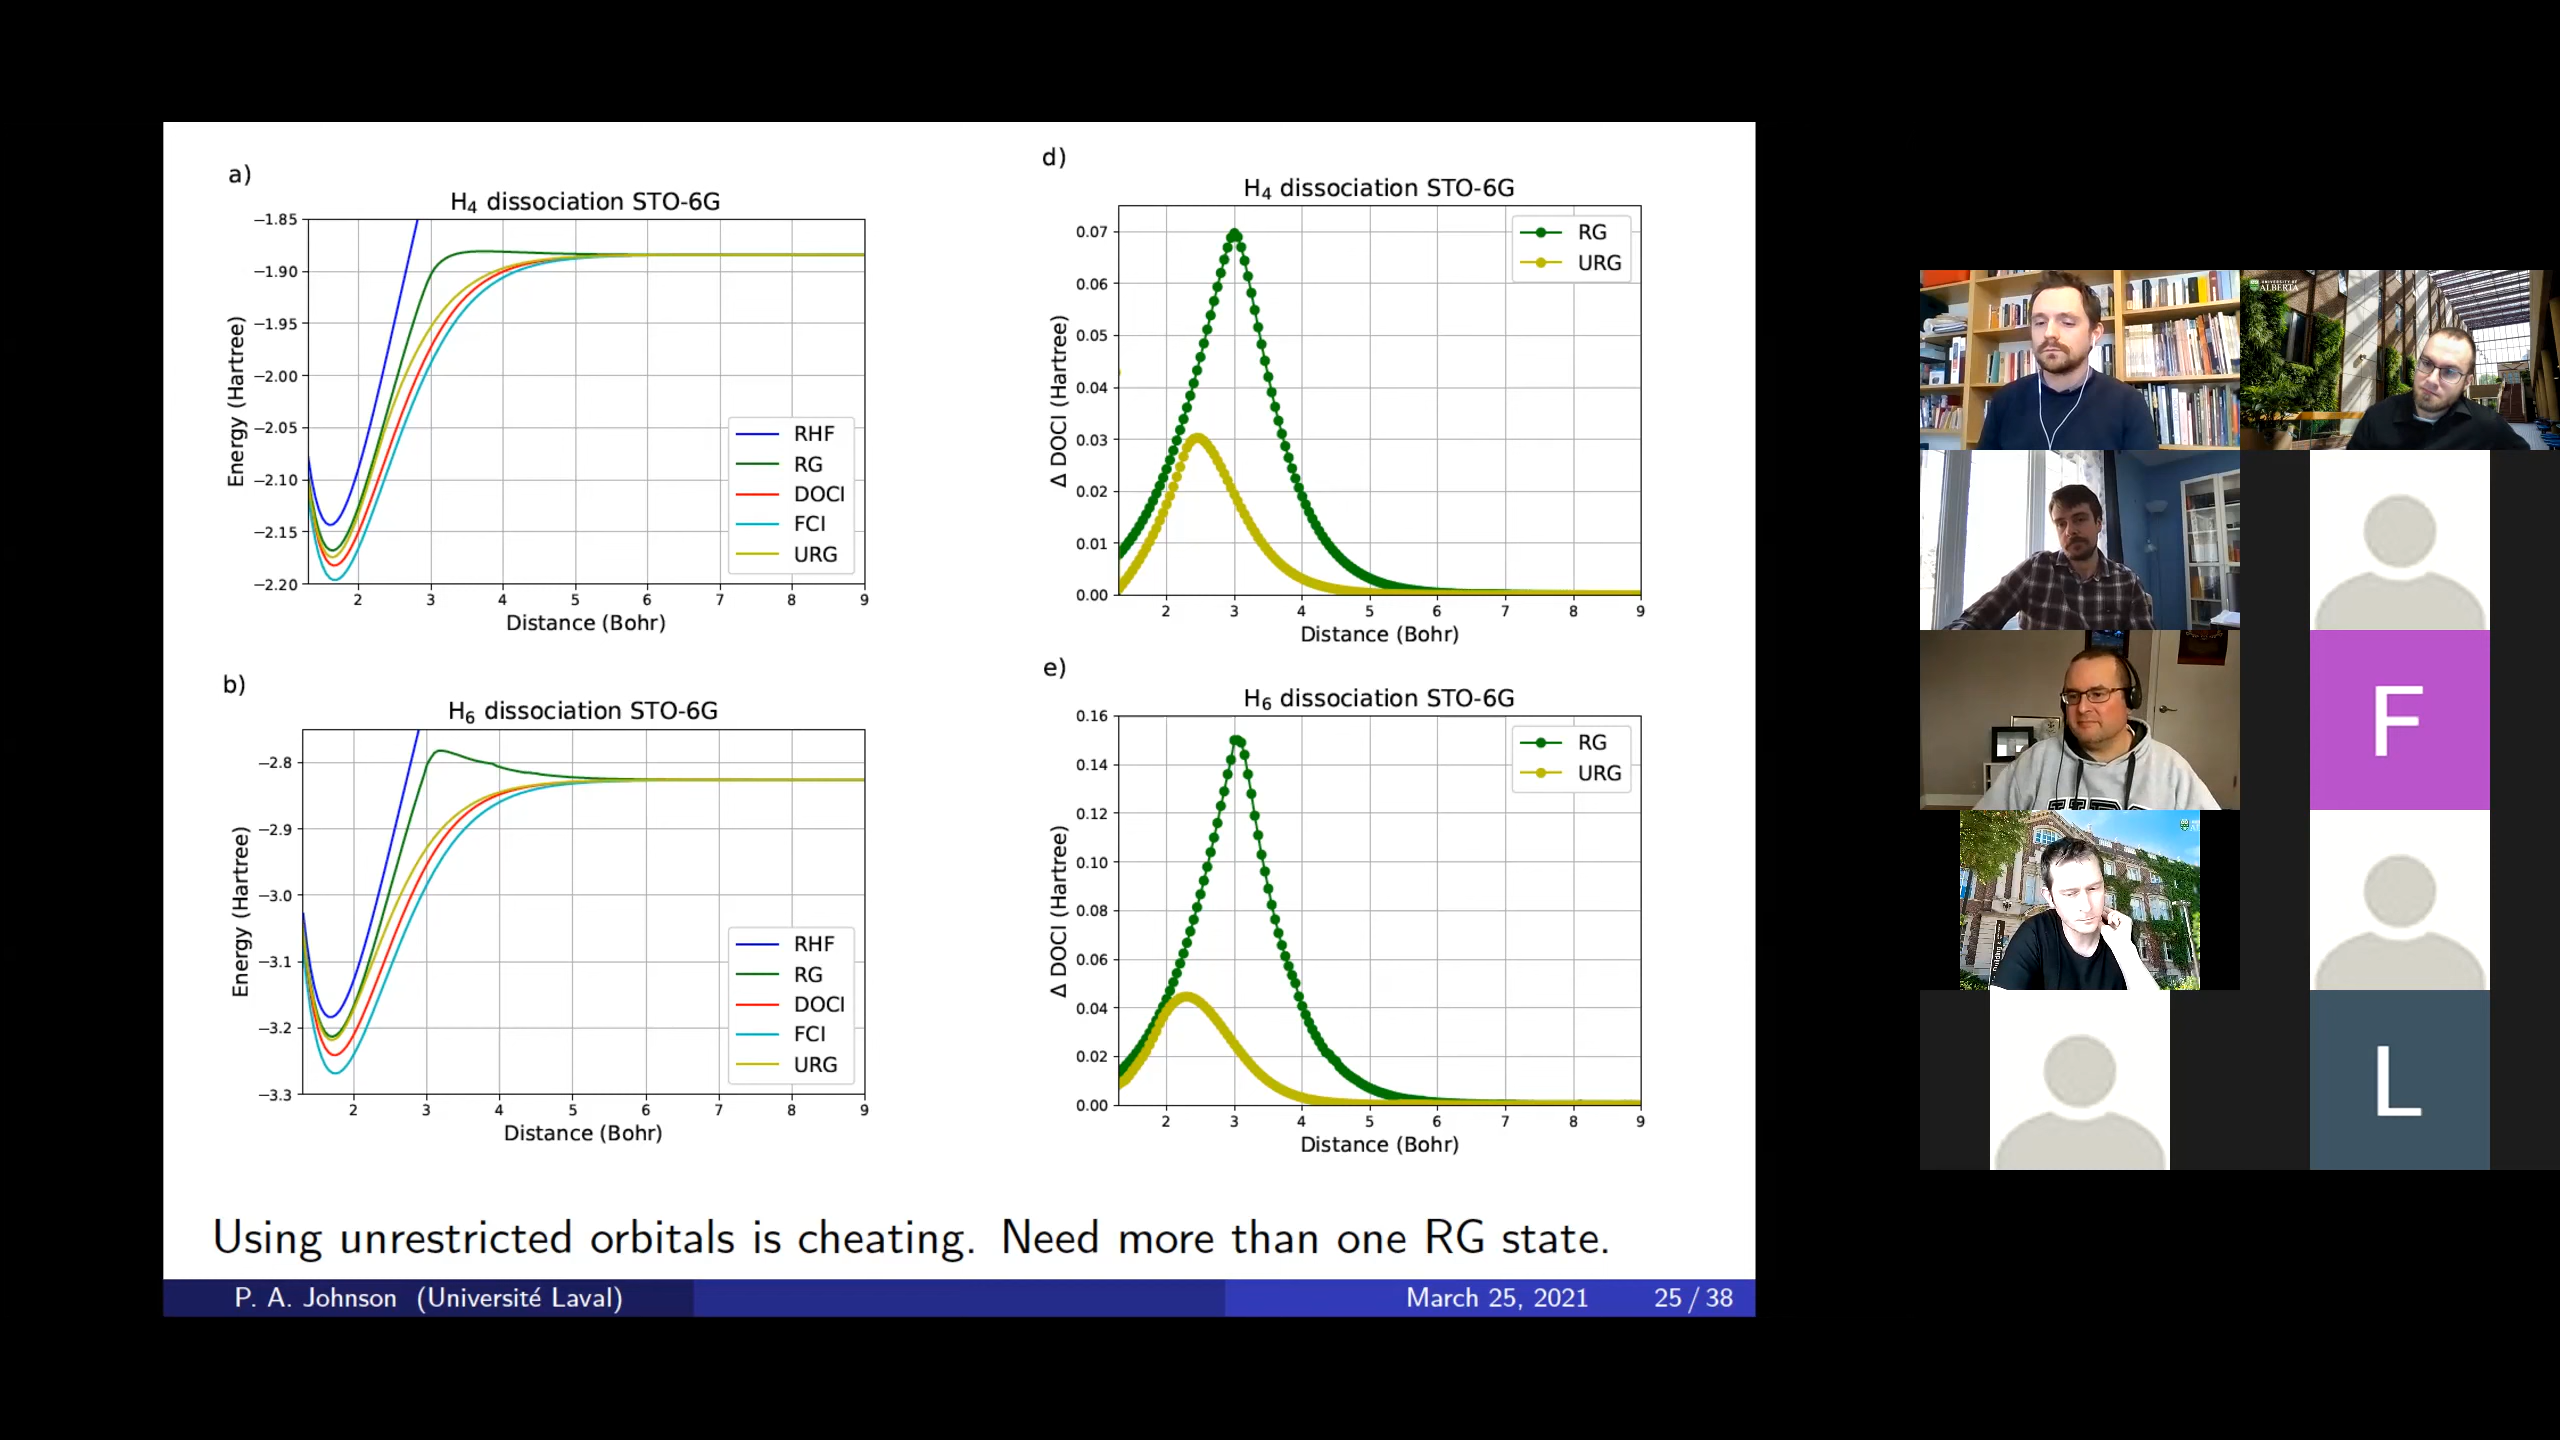 a)
H₄ dissociation STO-6G
Energy (Hartree)
−1.85
−1.90
−1.95
−2.00
−2.05
−2.10
−2.15
−2.20
2 3 4 5 6 7 8 9
Distance (Bohr)
RHF
RG
DOCI
FCI
URG
d)
H₄ dissociation STO-6G
Δ DOCI (Hartree)
0.07
0.06
0.05
0.04
0.03
0.02
0.01
0.00
2 3 4 5 6 7 8 9
Distance (Bohr)
RG
URG
b)
H₆ dissociation STO-6G
Energy (Hartree)
−2.8
−2.9
−3.0
−3.1
−3.2
−3.3
2 3 4 5 6 7 8 9
Distance (Bohr)
RHF
RG
DOCI
FCI
URG
e)
H₆ dissociation STO-6G
Δ DOCI (Hartree)
0.16
0.14
0.12
0.10
0.08
0.06
0.04
0.02
0.00
2 3 4 5 6 7 8 9
Distance (Bohr)
RG
URG
Using unrestricted orbitals is cheating. Need more than one RG state.
P. A. Johnson (Université Laval) March 25, 2021 25 / 38
UNIVERSITY OF
ALBERTA
F
L